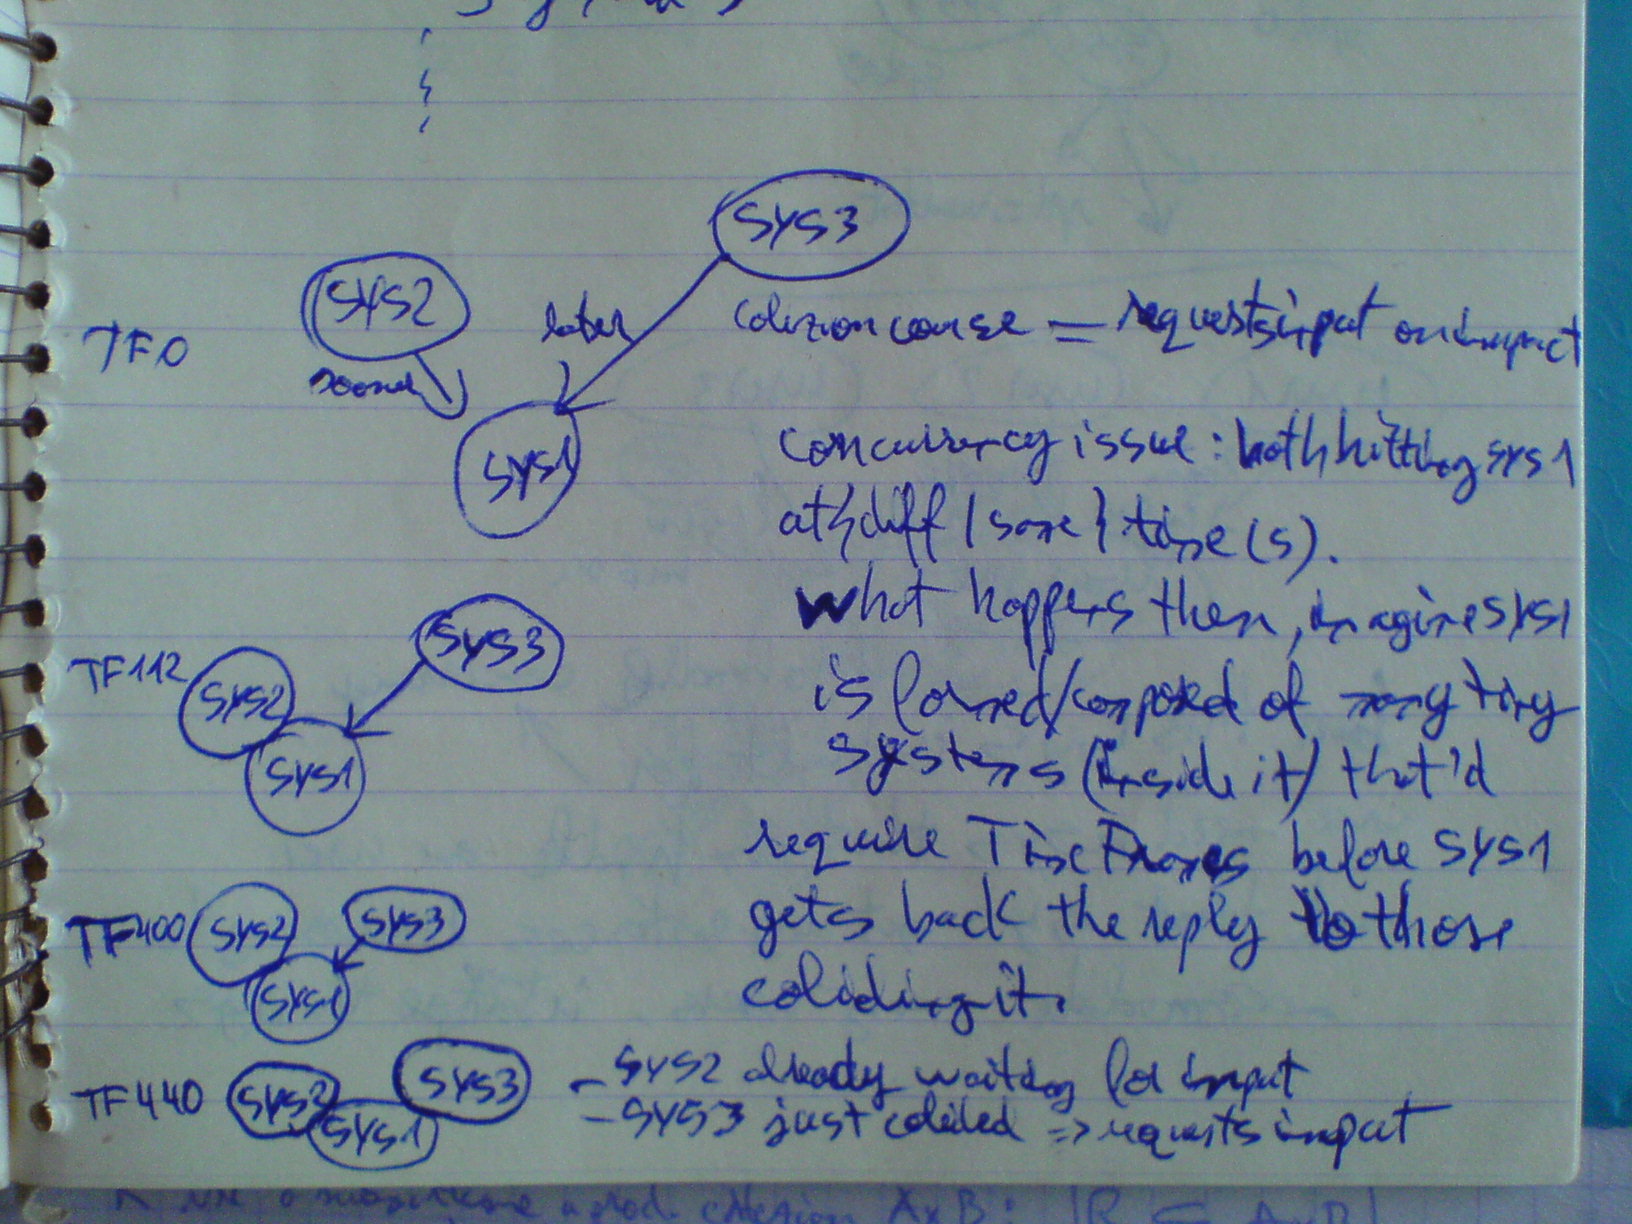 SYS3
SYS2
later
colizion course = requests input on impact
TF0
sooner
SYS1
concurrency issue: both hitting sys1
at {diff / same} time(s).
what happens then, imagine SYS1
is formed/composed of many tiny
systems (inside it) that'd
require TimeFrames before SYS1
gets back the reply to those
coliding it.
SYS3
TF112
SYS2
SYS1
TF400 SYS2 SYS3
SYS1
TF440 SYS2 SYS3 - SYS2 already waiting for input
SYS1 - SYS3 just colided => requests input